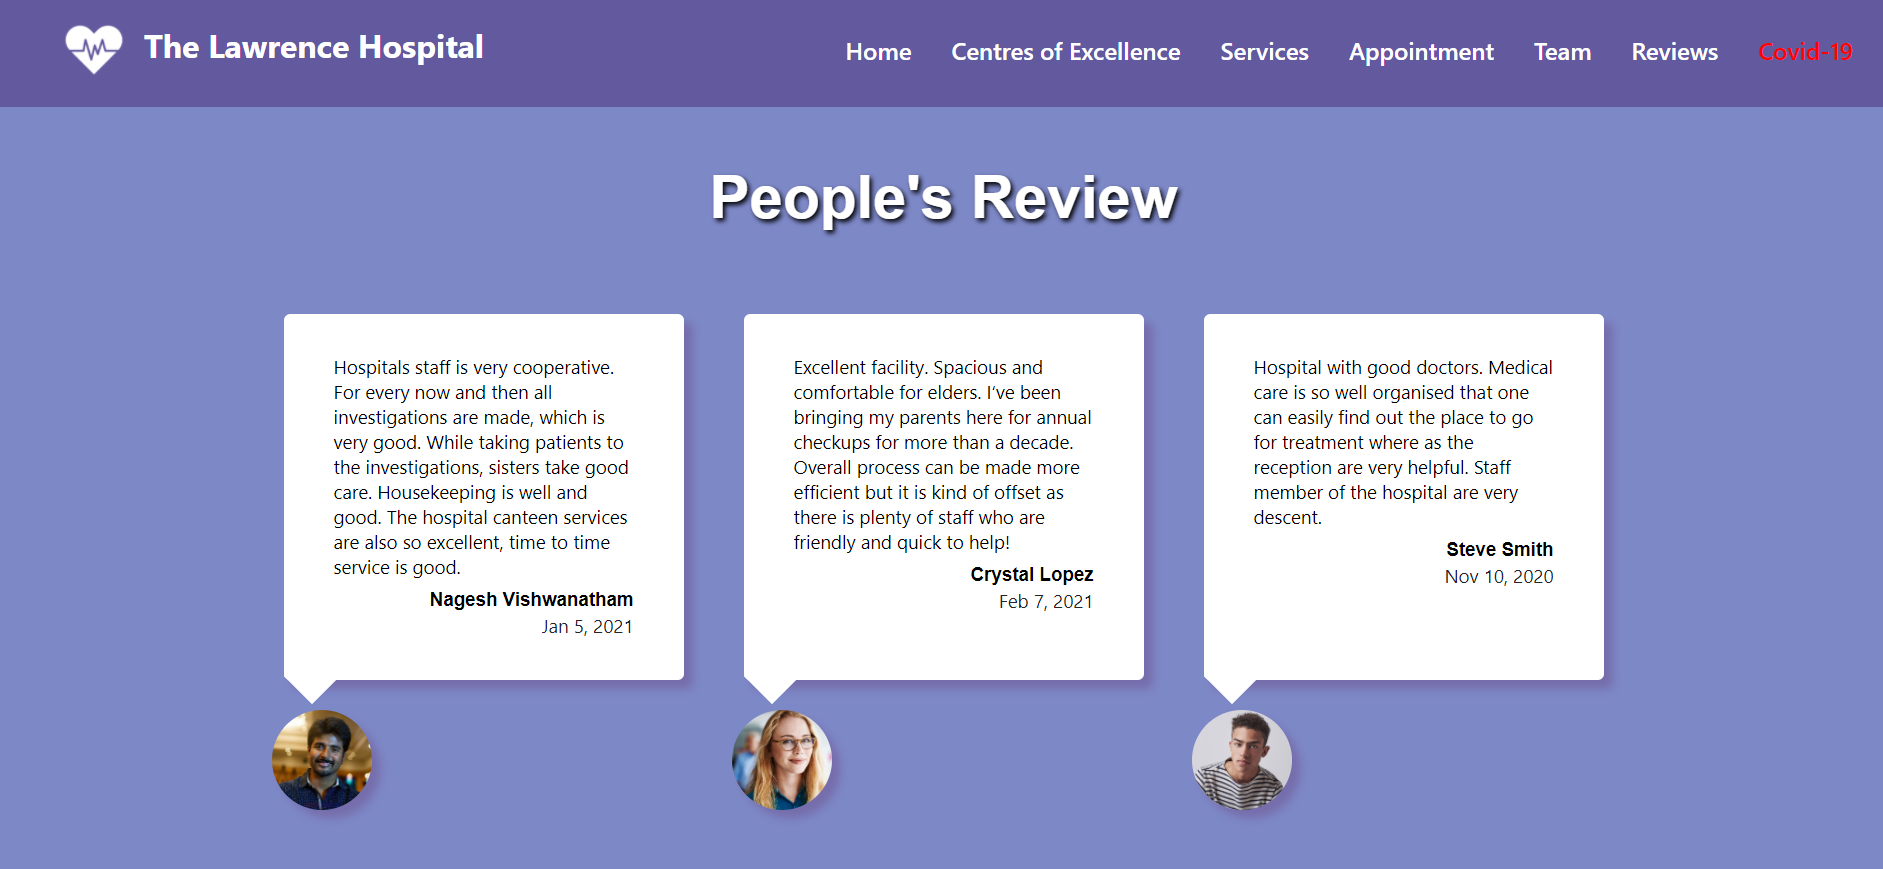 The Lawrence Hospital
Home Centres of Excellence Services Appointment Team Reviews Covid-19
People's Review
Hospitals staff is very cooperative.
For every now and then all
investigations are made, which is
very good. While taking patients to
the investigations, sisters take good
care. Housekeeping is well and
good. The hospital canteen services
are also so excellent, time to time
service is good.
Nagesh Vishwanatham
Jan 5, 2021
Excellent facility. Spacious and
comfortable for elders. I’ve been
bringing my parents here for annual
checkups for more than a decade.
Overall process can be made more
efficient but it is kind of offset as
there is plenty of staff who are
friendly and quick to help!
Crystal Lopez
Feb 7, 2021
Hospital with good doctors. Medical
care is so well organised that one
can easily find out the place to go
for treatment where as the
reception are very helpful. Staff
member of the hospital are very
descent.
Steve Smith
Nov 10, 2020